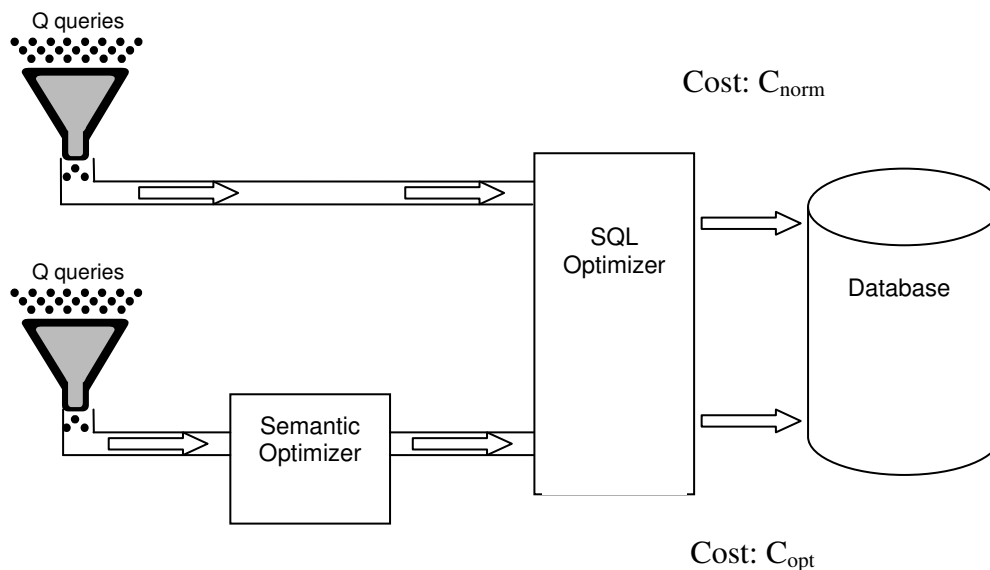 Q queries
Cost: Cnorm
SQL
Optimizer
Database
Q queries
Semantic
Optimizer
Cost: Copt